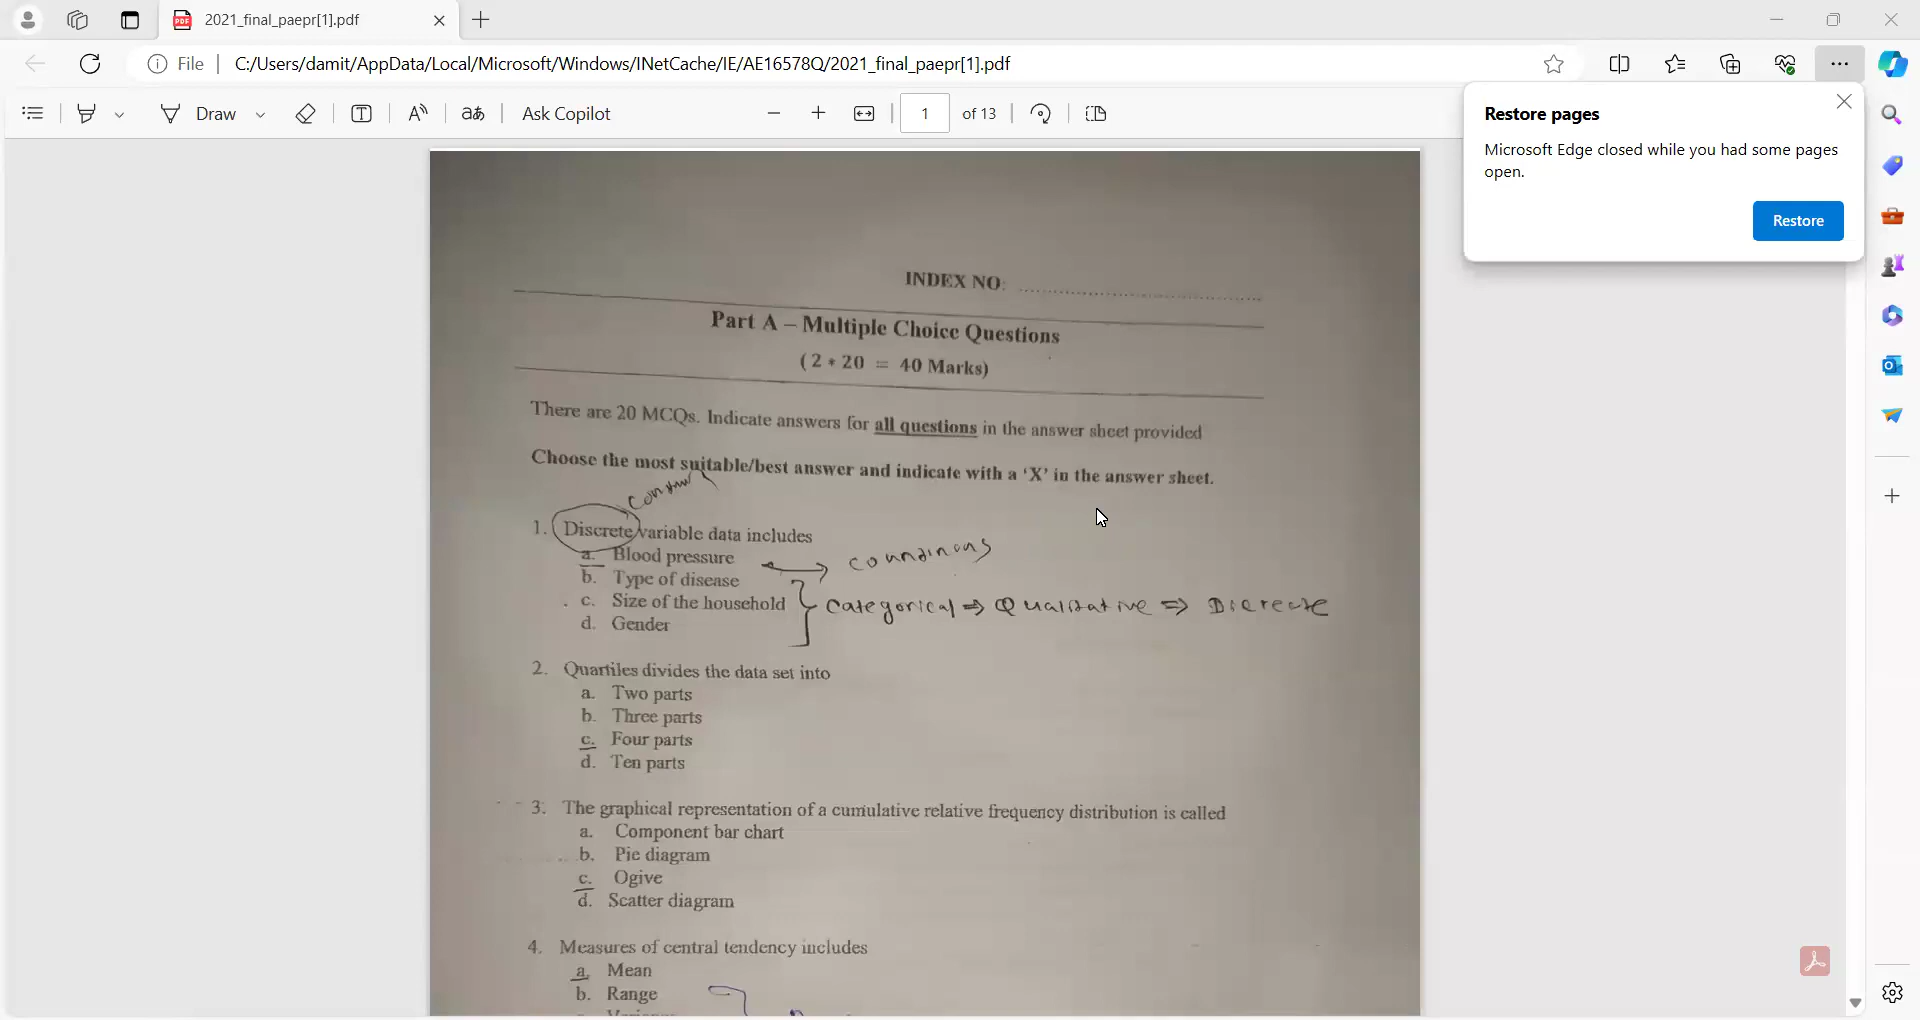 2021_final_paepr[1].pdf
File
C:/Users/damit/AppData/Local/Microsoft/Windows/INetCache/IE/AE16578Q/2021_final_paepr[1].pdf
Draw
aあ
Ask Copilot
1 of 13
Restore pages
Microsoft Edge closed while you had some pages
open.
Restore
INDEX NO: ........................................
Part A – Multiple Choice Questions
(2 * 20 = 40 Marks)
There are 20 MCQs. Indicate answers for all questions in the answer sheet provided
Choose the most suitable/best answer and indicate with a ‘X’ in the answer sheet.
1. Discrete variable data includes
a. Blood pressure
b. Type of disease
c. Size of the household
d. Gender
Categorical ⇒ Qualitative ⇒
2. Quartiles divides the data set into
a. Two parts
b. Three parts
c. Four parts
d. Ten parts
3. The graphical representation of a cumulative relative frequency distribution is called
a. Component bar chart
b. Pie diagram
c. Ogive
d. Scatter diagram
4. Measures of central tendency includes
a. Mean
b. Range